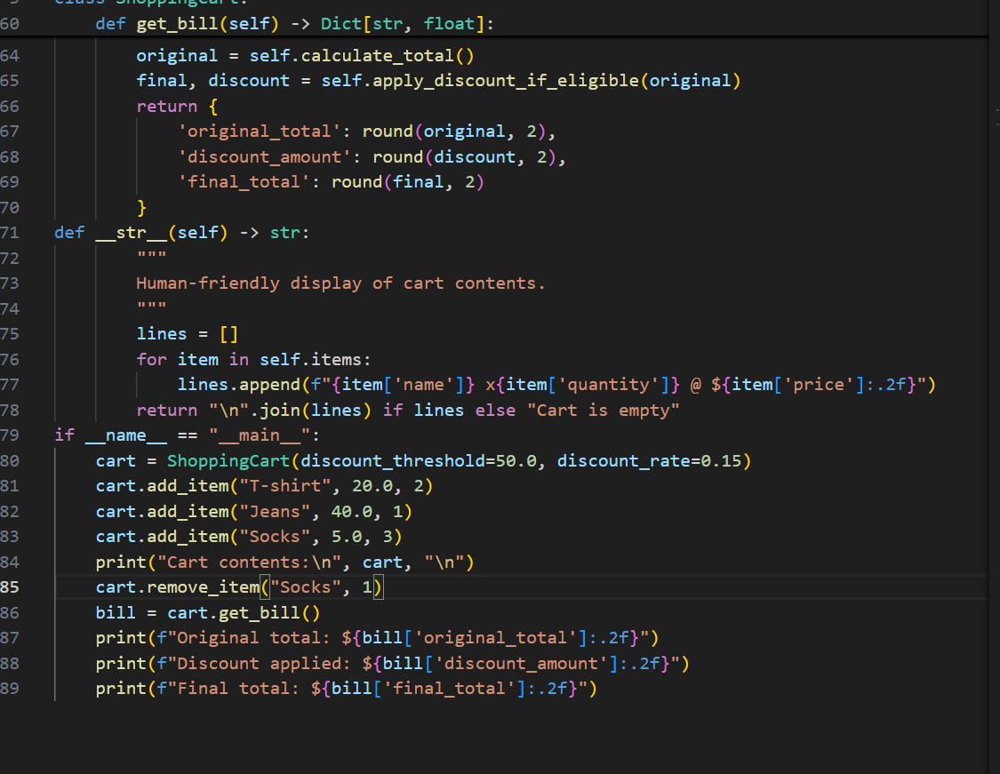 class ShoppingCart:
60 def get_bill(self) -> Dict[str, float]:
64 original = self.calculate_total()
65 final, discount = self.apply_discount_if_eligible(original)
66 return {
67 'original_total': round(original, 2),
68 'discount_amount': round(discount, 2),
69 'final_total': round(final, 2)
70 }
71 def __str__(self) -> str:
72 """
73 Human-friendly display of cart contents.
74 """
75 lines = []
76 for item in self.items:
77 lines.append(f"{item['name']} x{item['quantity']} @ ${item['price']:.2f}")
78 return "\n".join(lines) if lines else "Cart is empty"
79 if __name__ == "__main__":
80 cart = ShoppingCart(discount_threshold=50.0, discount_rate=0.15)
81 cart.add_item("T-shirt", 20.0, 2)
82 cart.add_item("Jeans", 40.0, 1)
83 cart.add_item("Socks", 5.0, 3)
84 print("Cart contents:\n", cart, "\n")
85 cart.remove_item("Socks", 1)
86 bill = cart.get_bill()
87 print(f"Original total: ${bill['original_total']:.2f}")
88 print(f"Discount applied: ${bill['discount_amount']:.2f}")
89 print(f"Final total: ${bill['final_total']:.2f}")